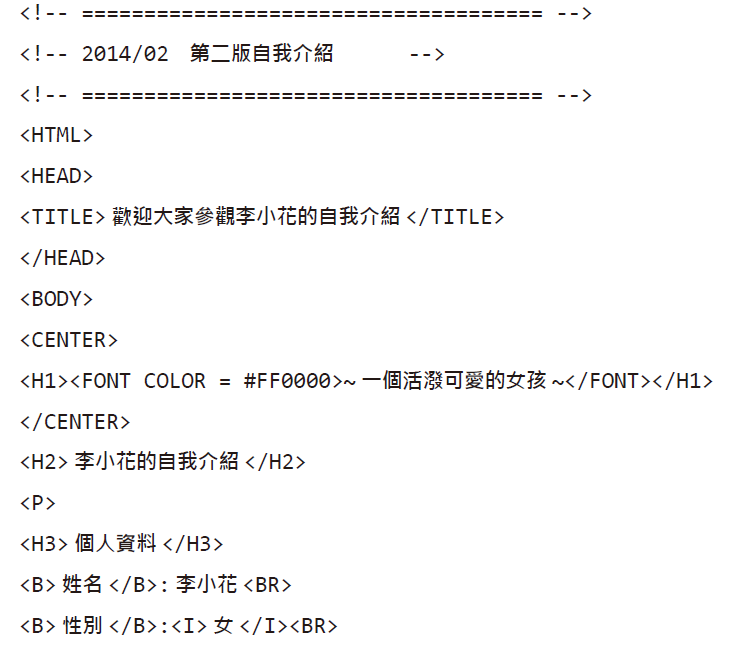 <!-- ===================================== -->
<!-- 2014/02  第二版自我介紹      -->
<!-- ===================================== -->
<HTML>
<HEAD>
<TITLE>歡迎大家參觀李小花的自我介紹</TITLE>
</HEAD>
<BODY>
<CENTER>
<H1><FONT COLOR = #FF0000>~一個活潑可愛的女孩~</FONT></H1>
</CENTER>
<H2>李小花的自我介紹</H2>
<P>
<H3>個人資料</H3>
<B>姓名</B>: 李小花<BR>
<B>性別</B>:<I>女</I><BR>